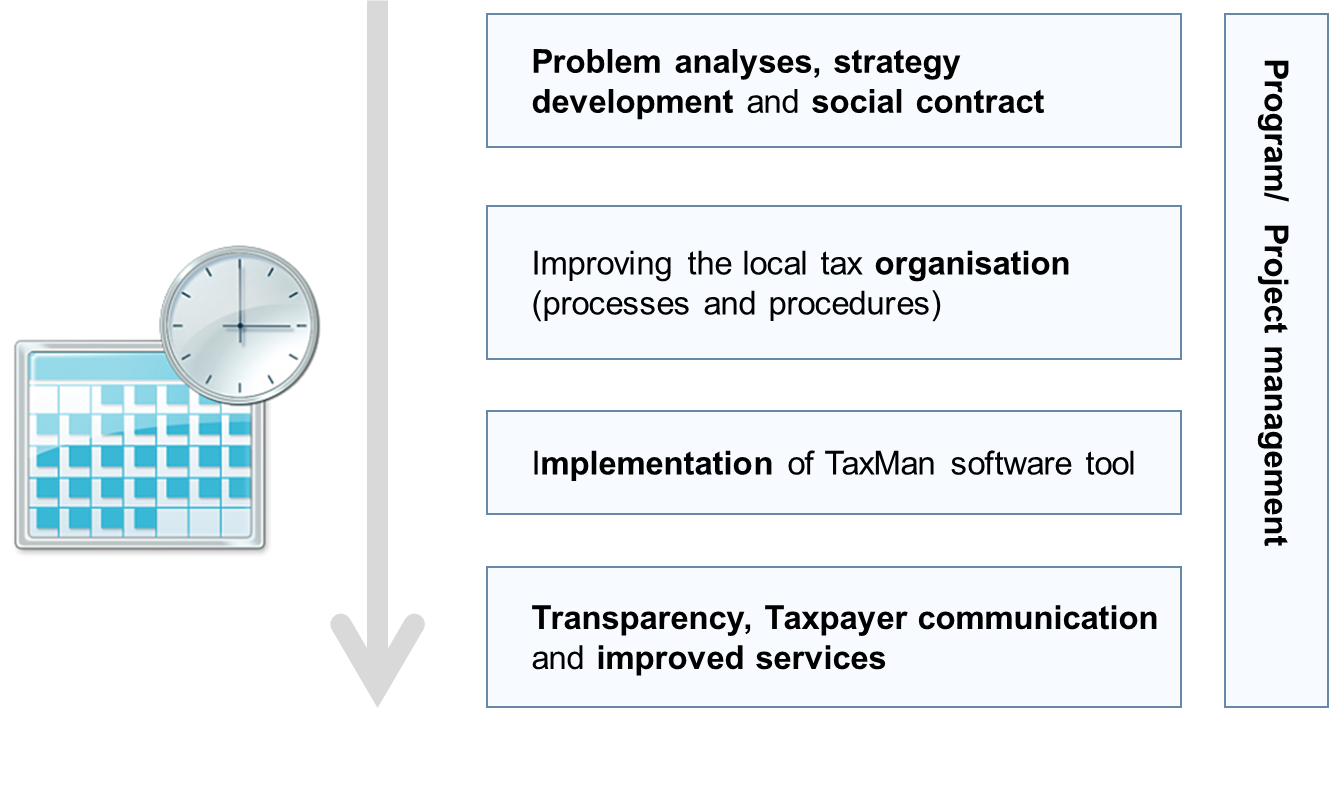 Problem analyses, strategy
development and social contract
Improving the local tax organisation
(processes and procedures)
Implementation of TaxMan software tool
Transparency, Taxpayer communication
and improved services
Program/ Project management